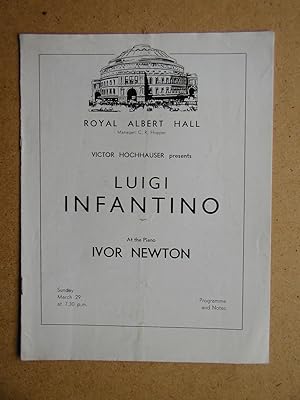 ROYAL ALBERT HALL
Manager: C. R. Hopper
VICTOR HOCHHAUSER presents
LUIGI
INFANTINO
At the Piano
IVOR NEWTON
Sunday
March 29
at 7.30 p.m.
Programme
and Notes